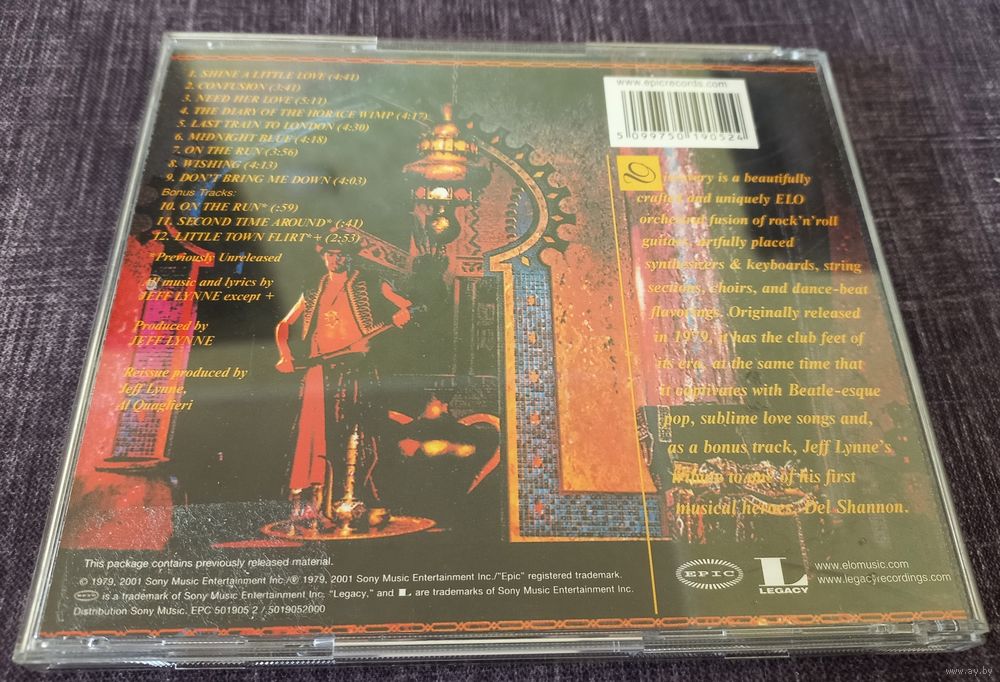 1. SHINE A LITTLE LOVE (4:41)
2. CONFUSION (3:41)
3. NEED HER LOVE (5:11)
4. THE DIARY OF THE HORACE WIMP (4:17)
5. LAST TRAIN TO LONDON (4:30)
6. MIDNIGHT BLUE (4:18)
7. ON THE RUN (3:56)
8. WISHING (4:13)
9. DON'T BRING ME DOWN (4:03)
Bonus Tracks:
10. ON THE RUN* (:59)
11. SECOND TIME AROUND* (:41)
12. LITTLE TOWN FLIRT*+ (2:53)
*Previously Unreleased
All music and lyrics by
JEFF LYNNE except +
Produced by
JEFF LYNNE
Reissue produced by
Jeff Lynne,
Al Quaglieri
www.epicrecords.com
5 099750 190524
Discovery is a beautifully
crafted and uniquely ELO
orchestral fusion of rock'n'roll
guitars, artfully placed
synthesizers & keyboards, string
sections, choirs, and dance-beat
flavorings. Originally released
in 1979, it has the club feet of
its era, at the same time that
it captivates with Beatle-esque
pop, sublime love songs and,
as a bonus track, Jeff Lynne's
tribute to one of his first
musical heroes, Del Shannon.
This package contains previously released material.
© 1979, 2001 Sony Music Entertainment Inc./℗ 1979, 2001 Sony Music Entertainment Inc./"Epic" registered trademark.
EPIC is a trademark of Sony Music Entertainment Inc. "Legacy," and L, are trademarks of Sony Music Entertainment Inc.
Distribution Sony Music. EPC 501905 2 / 5019052000
EPIC
L
LEGACY
www.elomusic.com
www.legacyrecordings.com
www.ay.by